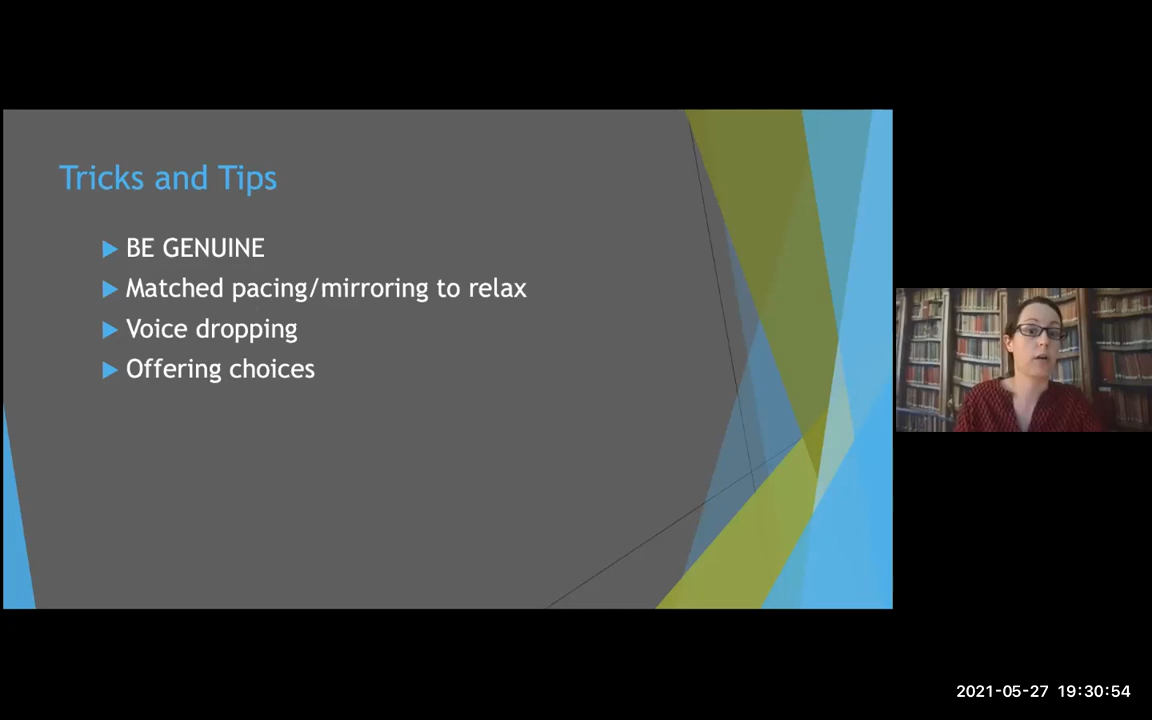 Tricks and Tips
BE GENUINE
Matched pacing/mirroring to relax
Voice dropping
Offering choices
2021-05-27 19:30:54